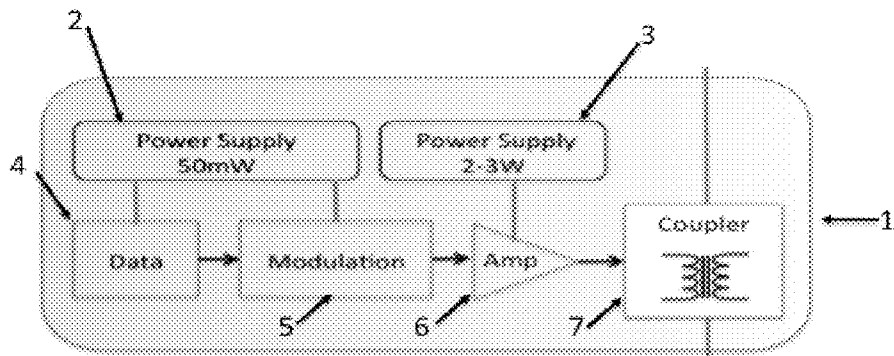 2
3
Power Supply
50mW
Power Supply
2-3W
4
Coupler
1
Data
Modulation
Amp
5
6
7